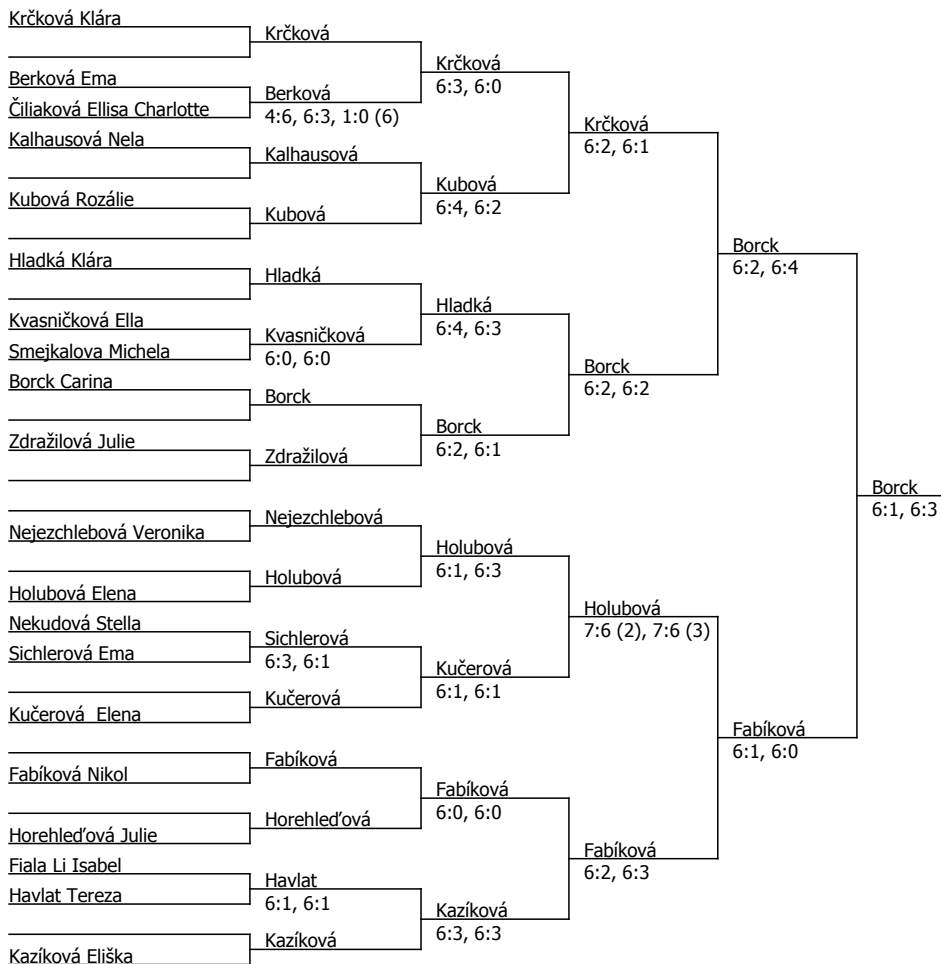 Krčková Klára
Berková Ema
Čiliaková Ellisa Charlotte
Kalhausová Nela
Kubová Rozálie
Hladká Klára
Kvasničková Ella
Smejkalova Michela
Borck Carina
Zdražilová Julie
Nejezchlebová Veronika
Holubová Elena
Nekudová Stella
Sichlerová Ema
Kučerová  Elena
Fabíková Nikol
Horehleďová Julie
Fiala Li Isabel
Havlat Tereza
Kazíková Eliška
Krčková
Berková
4:6, 6:3, 1:0 (6)
Kalhausová
Kubová
Hladká
Kvasničková
6:0, 6:0
Borck
Zdražilová
Nejezchlebová
Holubová
Sichlerová
6:3, 6:1
Kučerová
Fabíková
Horehleďová
Havlat
6:1, 6:1
Kazíková
Krčková
6:3, 6:0
Kubová
6:4, 6:2
Hladká
6:4, 6:3
Borck
6:2, 6:1
Holubová
6:1, 6:3
Kučerová
6:1, 6:1
Fabíková
6:0, 6:0
Kazíková
6:3, 6:3
Krčková
6:2, 6:1
Borck
6:2, 6:2
Holubová
7:6 (2), 7:6 (3)
Fabíková
6:2, 6:3
Borck
6:2, 6:4
Fabíková
6:1, 6:0
Borck
6:1, 6:3